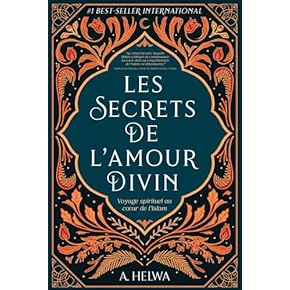 #1 BEST-SELLER INTERNATIONAL
LES
SECRETS
DE
L'AMOUR
DIVIN
Voyage spirituel au
cœur de l'Islam
A. HELWA